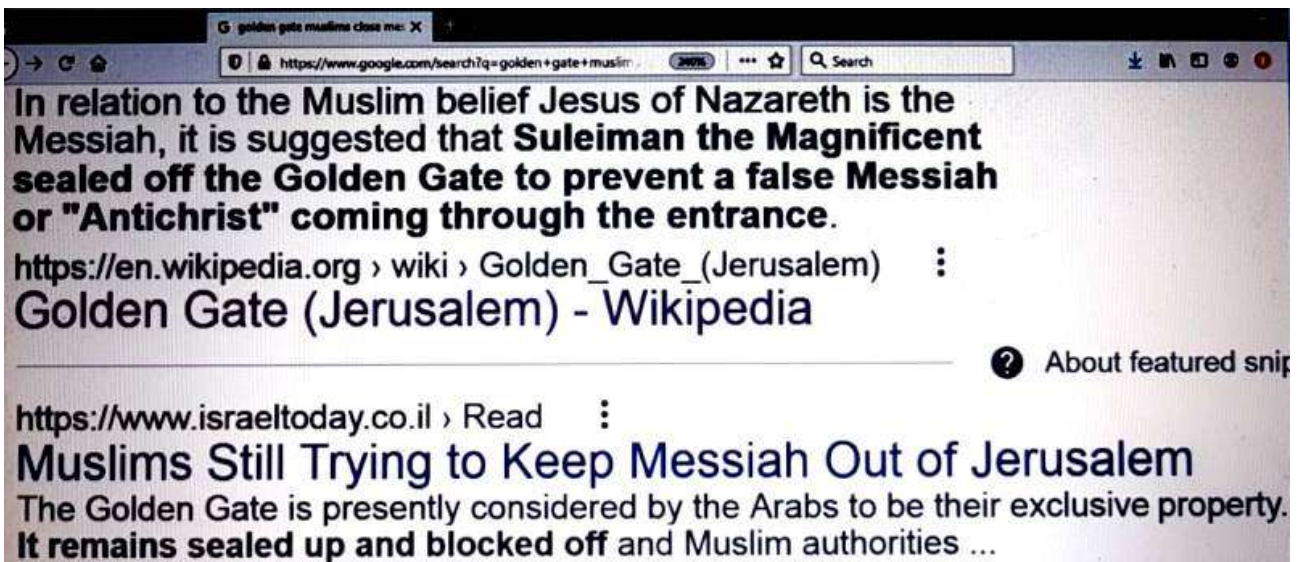 G golden gate muslims close mes X +
https://www.google.com/search?q=golden+gate+muslim 240% ... Search
In relation to the Muslim belief Jesus of Nazareth is the
Messiah, it is suggested that Suleiman the Magnificent
sealed off the Golden Gate to prevent a false Messiah
or "Antichrist" coming through the entrance.
https://en.wikipedia.org › wiki › Golden_Gate_(Jerusalem)
Golden Gate (Jerusalem) - Wikipedia
About featured snip
https://www.israeltoday.co.il › Read
Muslims Still Trying to Keep Messiah Out of Jerusalem
The Golden Gate is presently considered by the Arabs to be their exclusive property.
It remains sealed up and blocked off and Muslim authorities ...